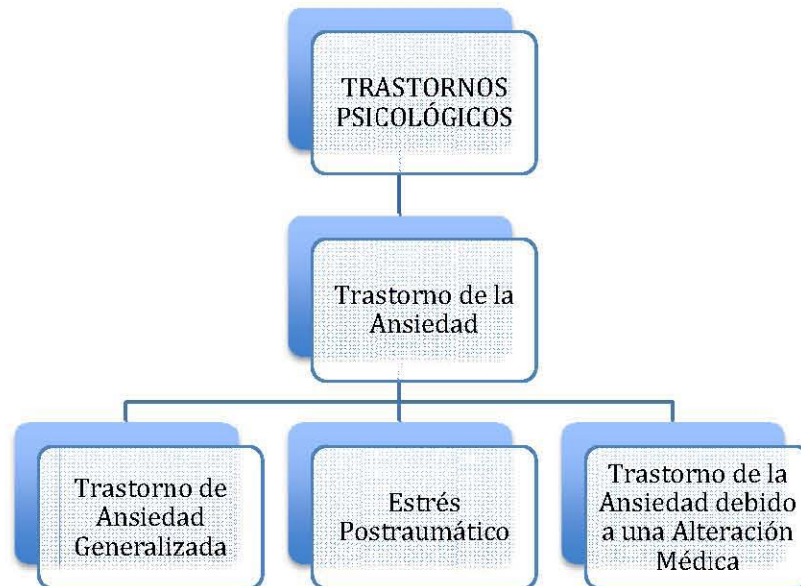 TRASTORNOS
PSICOLÓGICOS
Trastorno de la
Ansiedad
Trastorno de
Ansiedad
Generalizada
Estrés
Postraumático
Trastorno de la
Ansiedad debido
a una Alteración
Médica